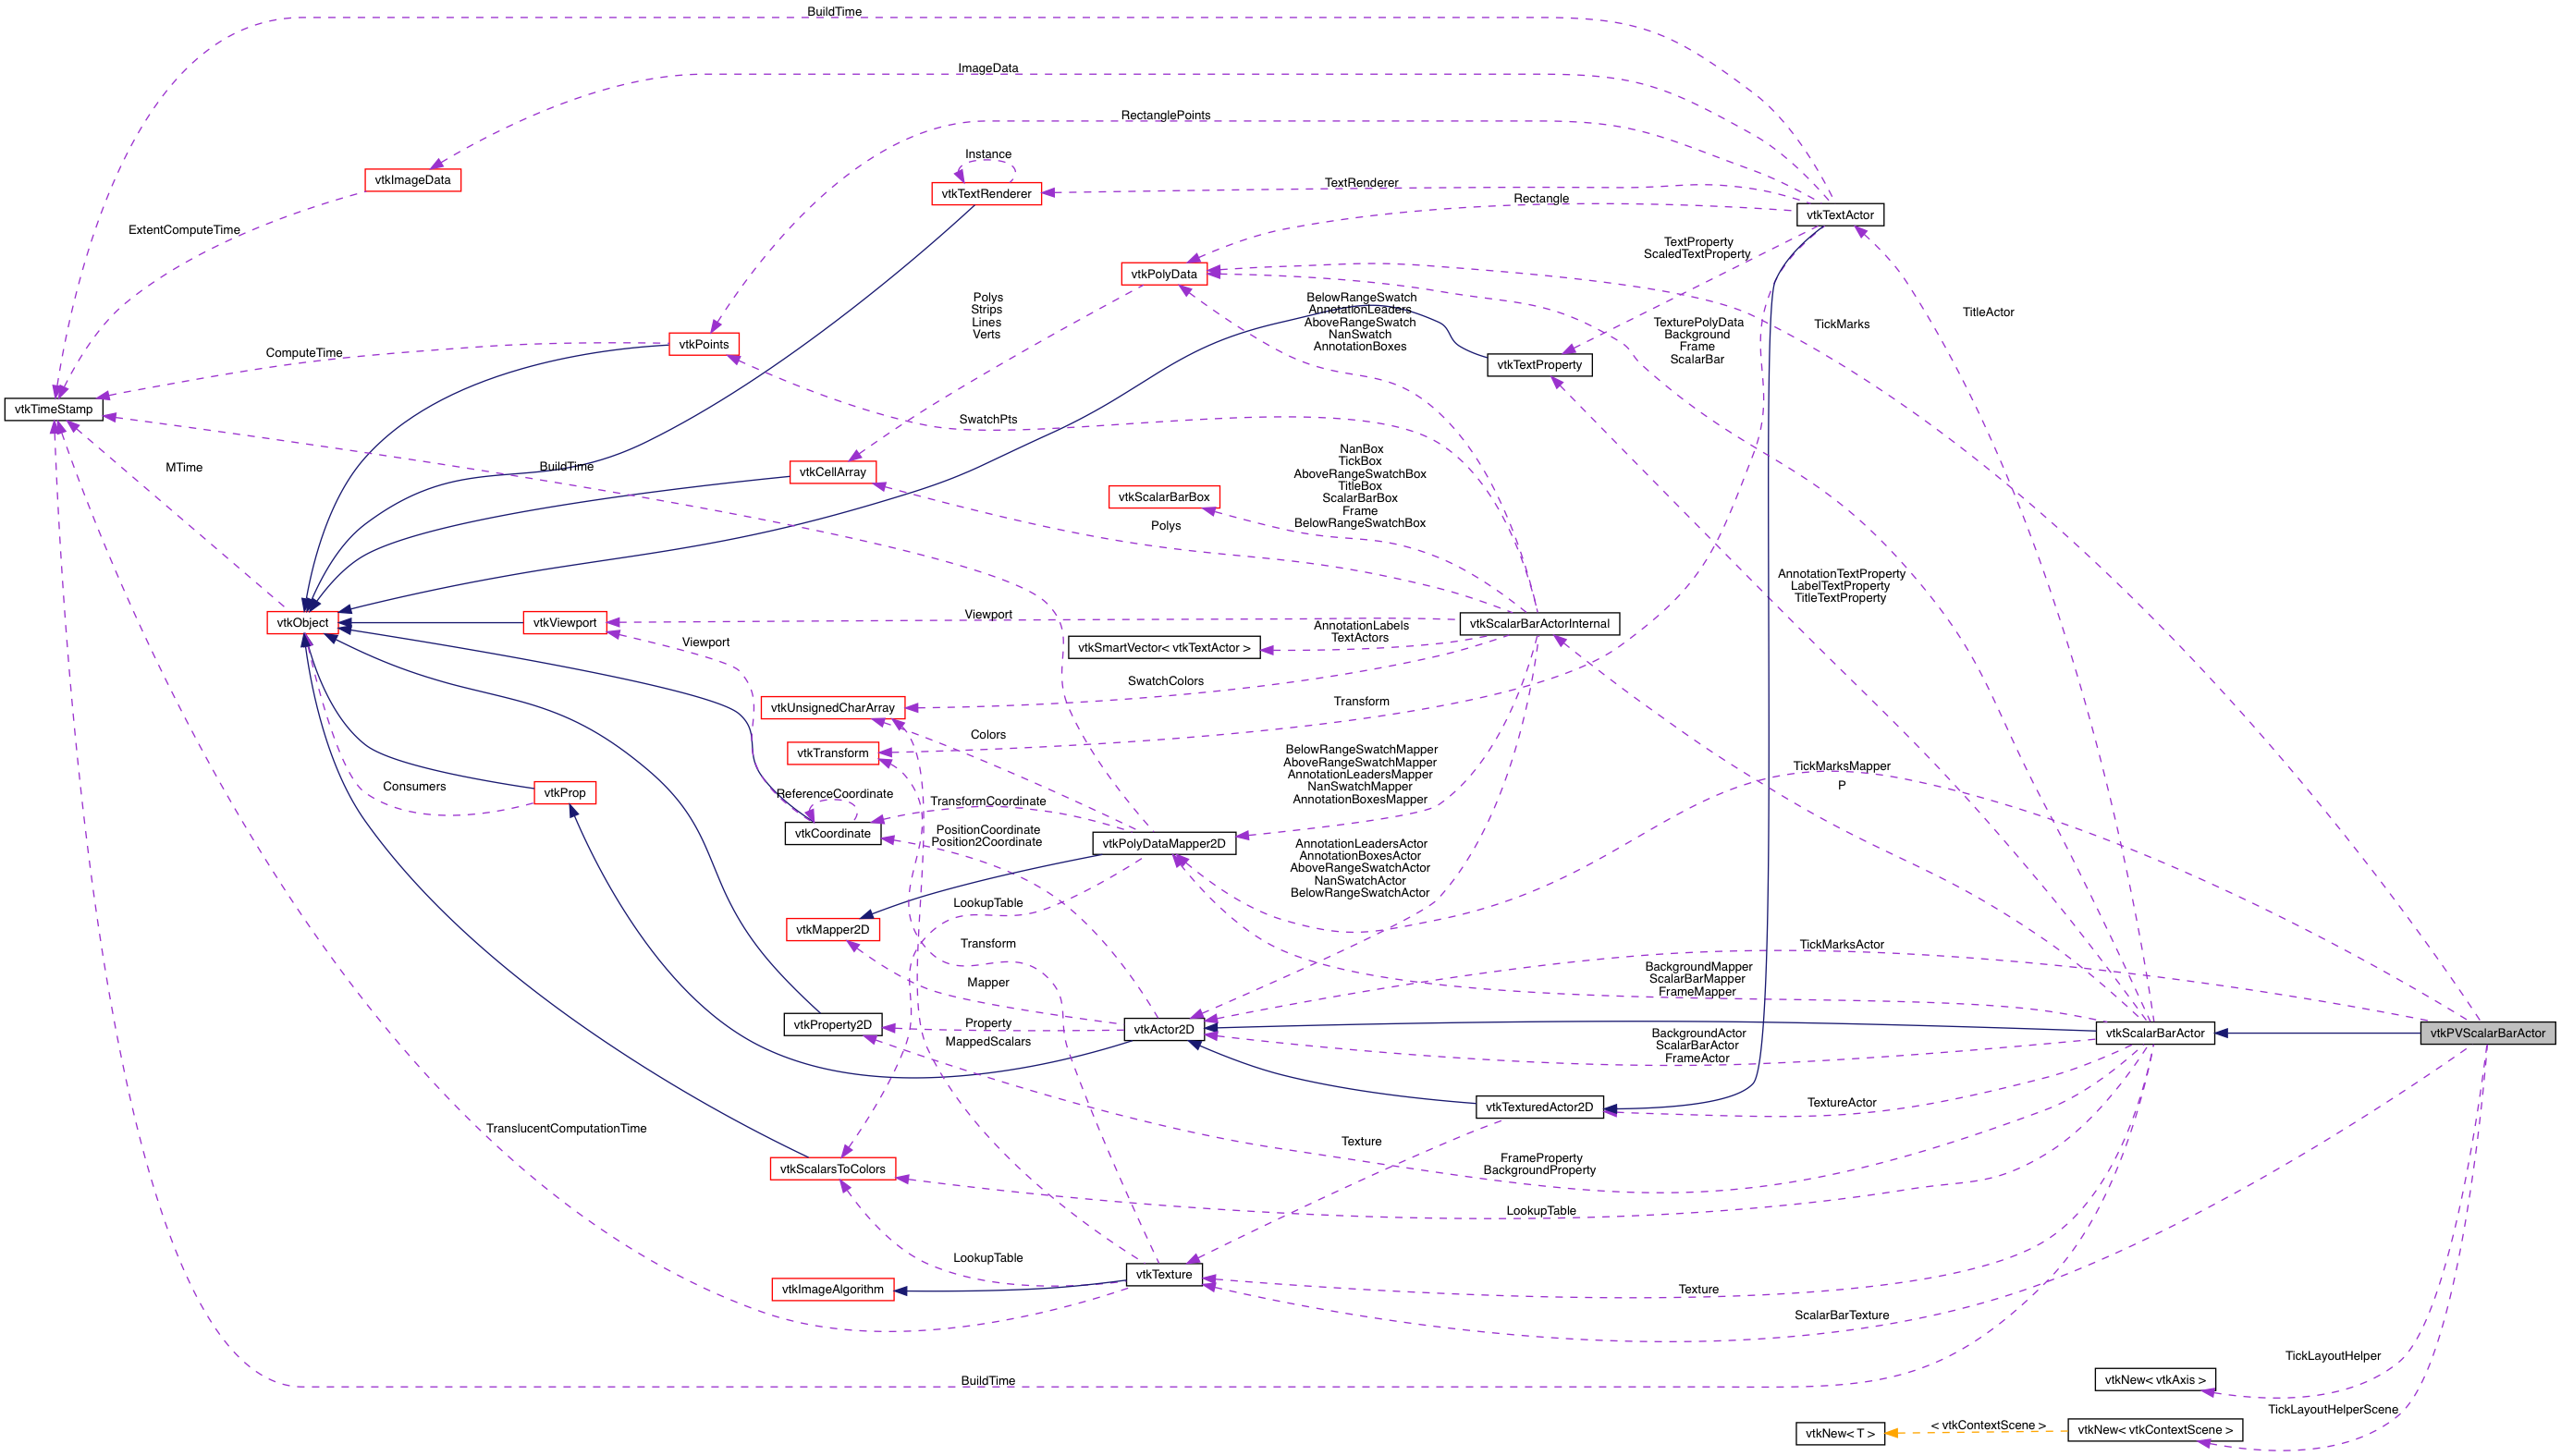 BuildTime
ImageData
RectanglePoints
Instance
vtkImageData
vtkTextRenderer
TextRenderer
Rectangle
vtkTextActor
ExtentComputeTime
TextProperty
ScaledTextProperty
vtkPolyData
Polys
Strips
Lines
Verts
BelowRangeSwatch
AnnotationLeaders
AboveRangeSwatch
NanSwatch
AnnotationBoxes
TexturePolyData
Background
Frame
ScalarBar
TickMarks
TitleActor
vtkPoints
ComputeTime
vtkTextProperty
vtkTimeStamp
SwatchPts
MTime
BuildTime
vtkCellArray
vtkScalarBarBox
NanBox
TickBox
AboveRangeSwatchBox
TitleBox
ScalarBarBox
Frame
BelowRangeSwatchBox
Polys
AnnotationTextProperty
LabelTextProperty
TitleTextProperty
vtkObject
vtkViewport
Viewport
Viewport
vtkScalarBarActorInternal
AnnotationLabels
TextActors
vtkSmartVector< vtkTextActor >
SwatchColors
vtkUnsignedCharArray
Transform
Colors
vtkTransform
BelowRangeSwatchMapper
AboveRangeSwatchMapper
AnnotationLeadersMapper
NanSwatchMapper
AnnotationBoxesMapper
TickMarksMapper
P
Consumers
vtkProp
ReferenceCoordinate
TransformCoordinate
vtkCoordinate
PositionCoordinate
Position2Coordinate
vtkPolyDataMapper2D
AnnotationLeadersActor
AnnotationBoxesActor
AboveRangeSwatchActor
NanSwatchActor
BelowRangeSwatchActor
LookupTable
vtkMapper2D
Transform
TickMarksActor
Mapper
BackgroundMapper
ScalarBarMapper
FrameMapper
vtkProperty2D
Property
MappedScalars
vtkActor2D
BackgroundActor
ScalarBarActor
FrameActor
vtkScalarBarActor
vtkPVScalarBarActor
vtkTexturedActor2D
TextureActor
TranslucentComputationTime
Texture
vtkScalarsToColors
FrameProperty
BackgroundProperty
LookupTable
LookupTable
vtkImageAlgorithm
vtkTexture
Texture
ScalarBarTexture
BuildTime
TickLayoutHelper
vtkNew< vtkAxis >
TickLayoutHelperScene
vtkNew< T >
< vtkContextScene >
vtkNew< vtkContextScene >